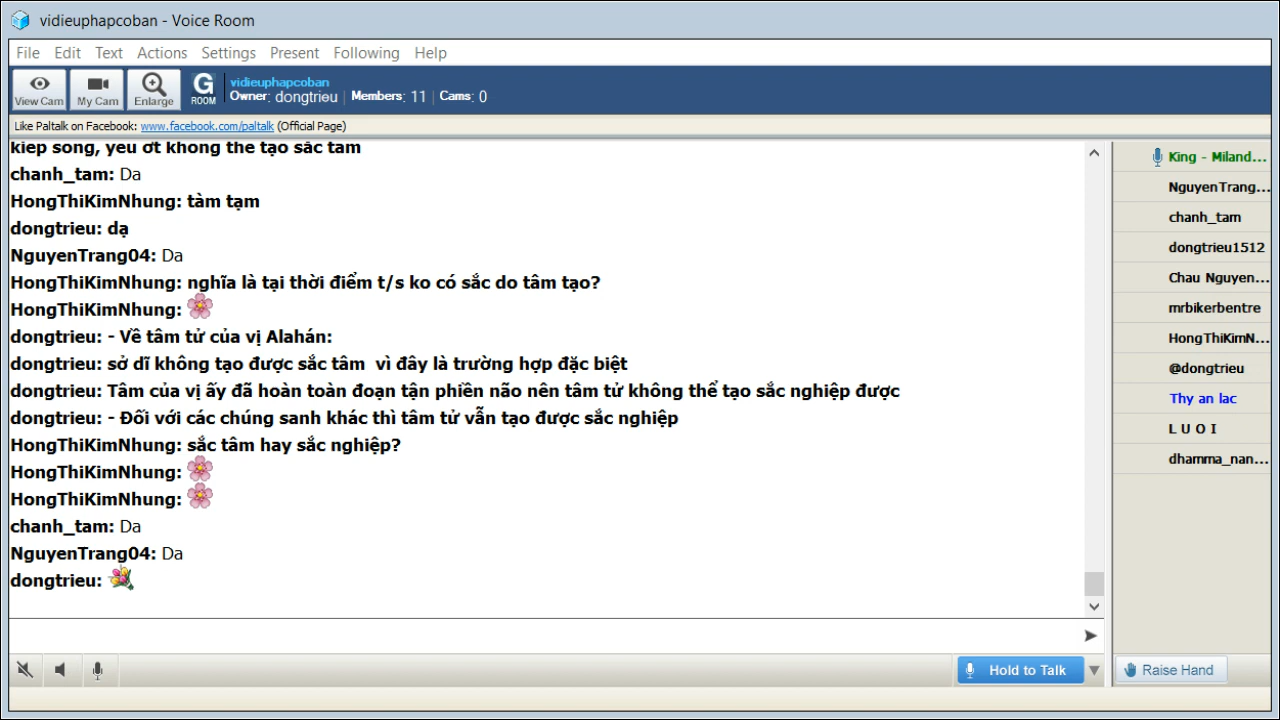 vidieuphapcoban - Voice Room
File Edit Text Actions Settings Present Following Help
View Cam My Cam Enlarge G ROOM
vidieuphapcoban
Owner: dongtrieu | Members: 11 | Cams: 0
Like Paltalk on Facebook: www.facebook.com/paltalk (Official Page)
kiếp sống, yếu ớt không thể tạo sắc tâm
chanh_tam: Da
HongThiKimNhung: tàm tạm
dongtrieu: dạ
NguyenTrang04: Da
HongThiKimNhung: nghĩa là tại thời điểm t/s ko có sắc do tâm tạo?
HongThiKimNhung:
dongtrieu: - Về tâm tử của vị Alahán:
dongtrieu: sở dĩ không tạo được sắc tâm  vì đây là trường hợp đặc biệt
dongtrieu: Tâm của vị ấy đã hoàn toàn đoạn tận phiền não nên tâm tử không thể tạo sắc nghiệp được
dongtrieu: - Đối với các chúng sanh khác thì tâm tử vẫn tạo được sắc nghiệp
HongThiKimNhung: sắc tâm hay sắc nghiệp?
HongThiKimNhung:
HongThiKimNhung:
chanh_tam: Da
NguyenTrang04: Da
dongtrieu:
King - Miland...
NguyenTrang...
chanh_tam
dongtrieu1512
Chau Nguyen...
mrbikerbentre
HongThiKimN...
@dongtrieu
Thy an lac
L U O I
dhamma_nan...
Hold to Talk
Raise Hand